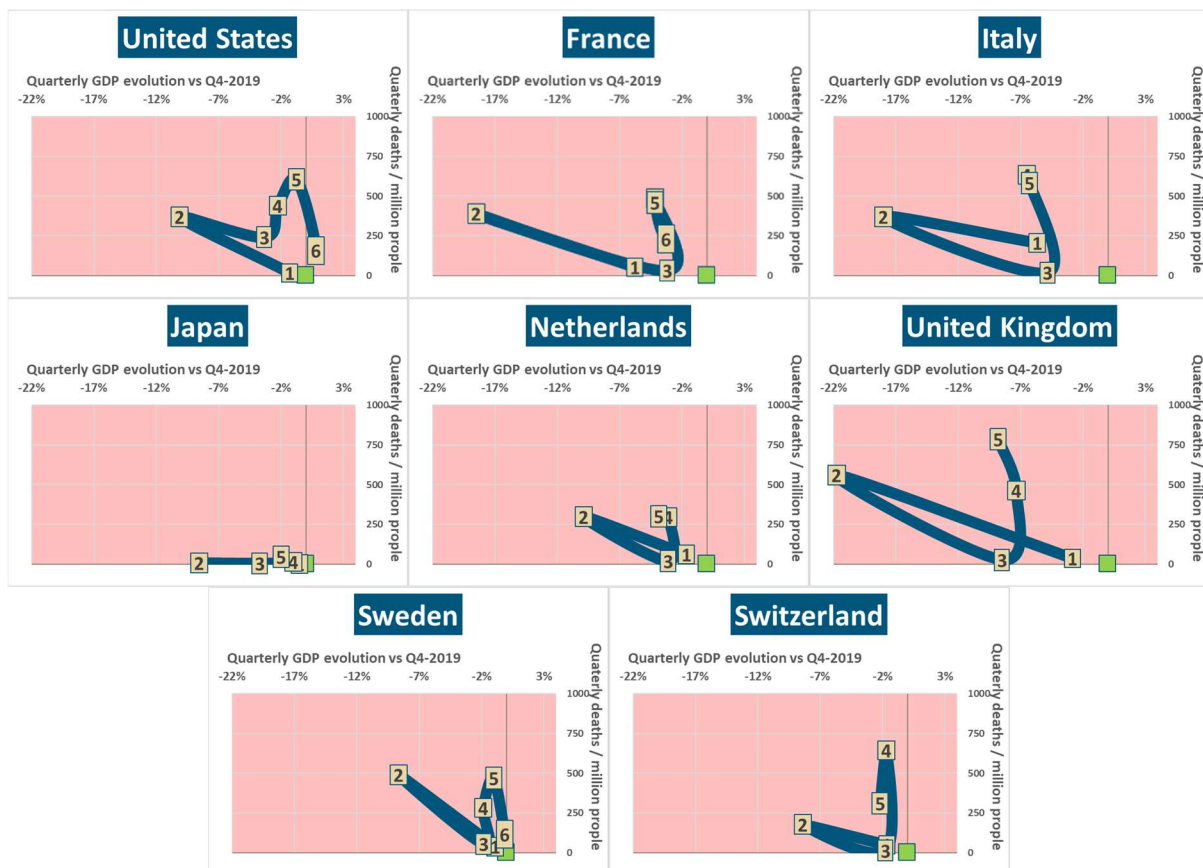 United States
Quarterly GDP evolution vs Q4-2019
-22% -17% -12% -7% -2% 3%
Quaterly deaths / million prople
1000
750
500
250
0
1 2 3 4 5 6
France
Quarterly GDP evolution vs Q4-2019
-22% -17% -12% -7% -2% 3%
Quaterly deaths / million prople
1000
750
500
250
0
1 2 3 5 6
Italy
Quarterly GDP evolution vs Q4-2019
-22% -17% -12% -7% -2% 3%
Quaterly deaths / million prople
1000
750
500
250
0
1 2 3 5
Japan
Quarterly GDP evolution vs Q4-2019
-22% -17% -12% -7% -2% 3%
Quaterly deaths / million prople
1000
750
500
250
0
2 3 5 4
Netherlands
Quarterly GDP evolution vs Q4-2019
-22% -17% -12% -7% -2% 3%
Quaterly deaths / million prople
1000
750
500
250
0
2 5 4 3 1
United Kingdom
Quarterly GDP evolution vs Q4-2019
-22% -17% -12% -7% -2% 3%
Quaterly deaths / million prople
1000
750
500
250
0
5 2 4 3 1
Sweden
Quarterly GDP evolution vs Q4-2019
-22% -17% -12% -7% -2% 3%
Quaterly deaths / million prople
1000
750
500
250
0
2 5 4 6 3 1
Switzerland
Quarterly GDP evolution vs Q4-2019
-22% -17% -12% -7% -2% 3%
Quaterly deaths / million prople
1000
750
500
250
0
4 5 2 3